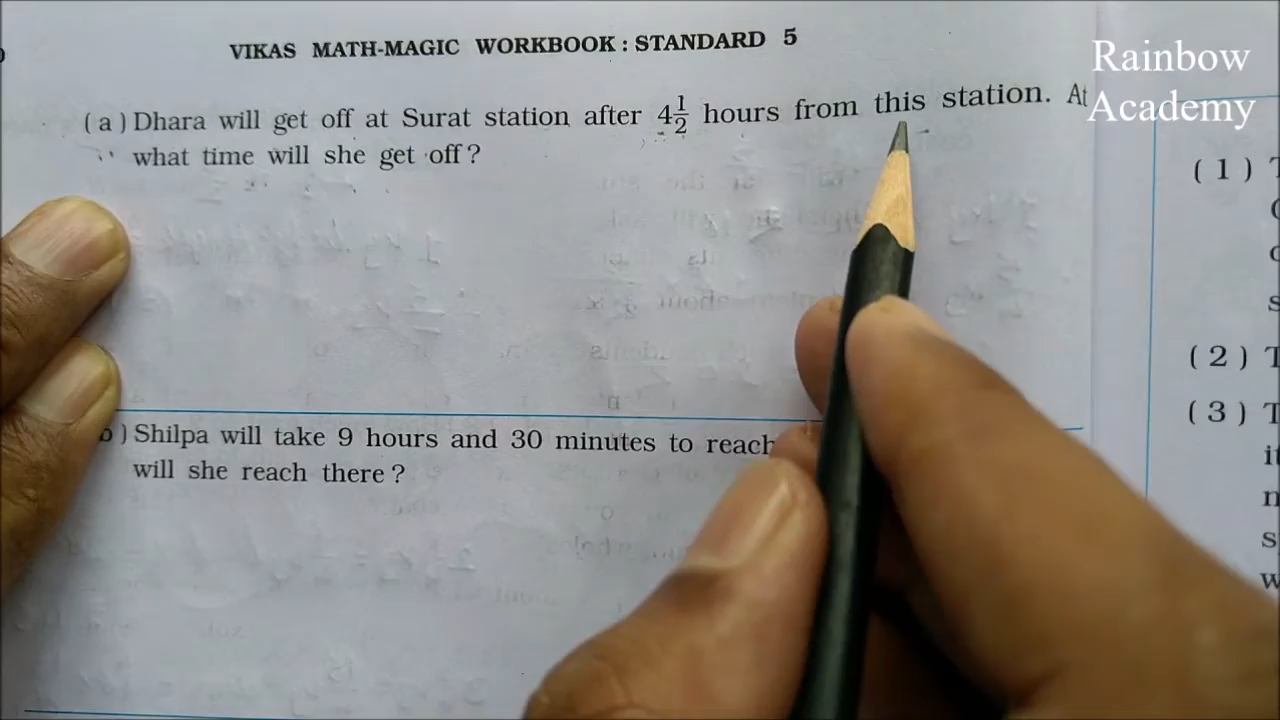 VIKAS MATH-MAGIC WORKBOOK : STANDARD 5
Rainbow
Academy
( a ) Dhara will get off at Surat station after 4 1/2 hours from this station. At
what time will she get off ?
) Shilpa will take 9 hours and 30 minutes to reach
will she reach there ?
( 1 )
( 2 )
( 3 )